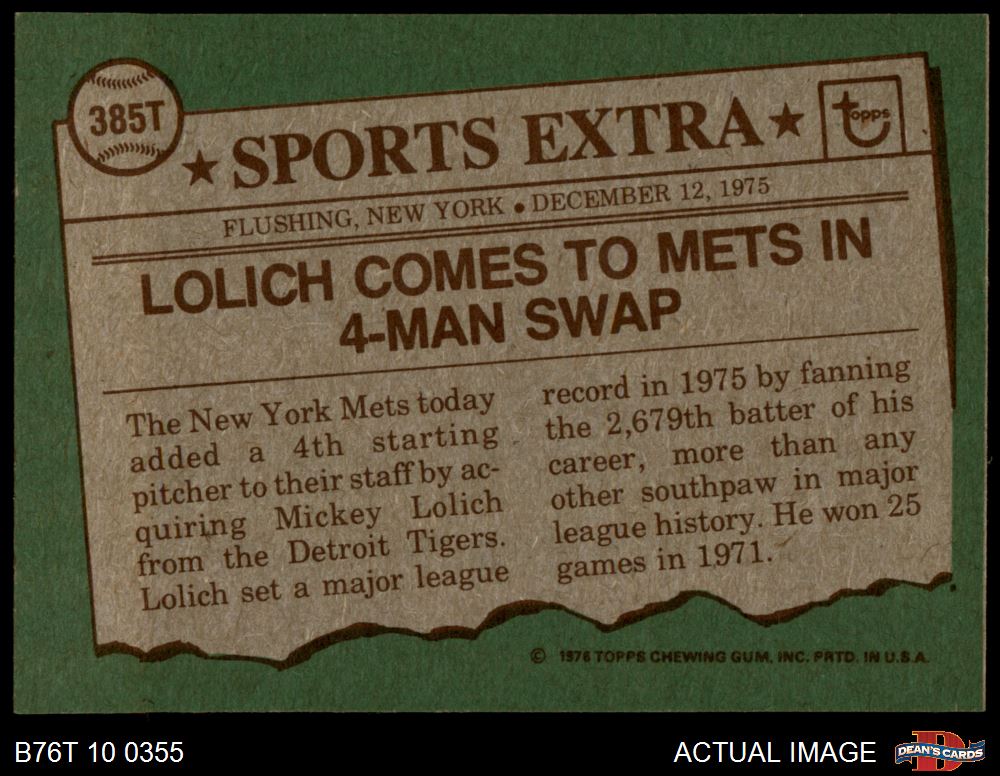 385T
★ SPORTS EXTRA ★
topps
FLUSHING, NEW YORK • DECEMBER 12, 1975
LOLICH COMES TO METS IN
4-MAN SWAP
The New York Mets today
added a 4th starting
pitcher to their staff by ac-
quiring Mickey Lolich
from the Detroit Tigers.
Lolich set a major league
record in 1975 by fanning
the 2,679th batter of his
career, more than any
other southpaw in major
league history. He won 25
games in 1971.
© 1976 TOPPS CHEWING GUM, INC. PRTD. IN U.S.A.
B76T 10 0355
ACTUAL IMAGE
DEAN'S CARDS